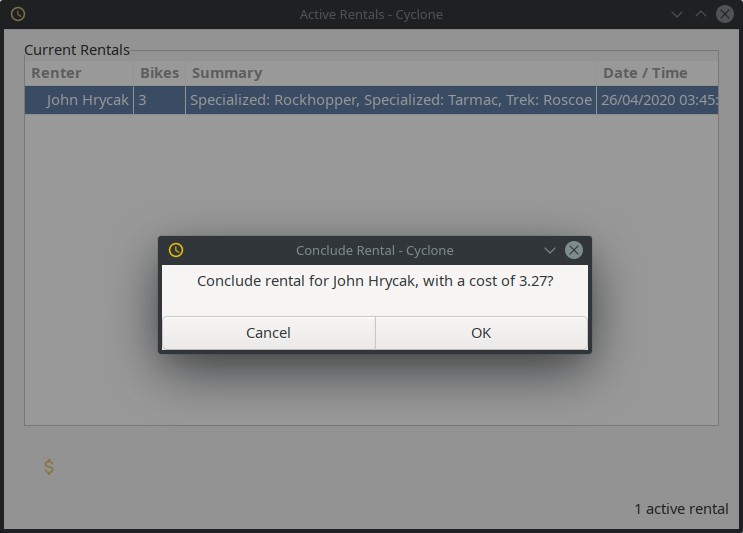 Active Rentals - Cyclone
Current Rentals
Renter Bikes Summary Date / Time
John Hrycak 3 Specialized: Rockhopper, Specialized: Tarmac, Trek: Roscoe 26/04/2020 03:45:
Conclude Rental - Cyclone
Conclude rental for John Hrycak, with a cost of 3.27?
Cancel OK
$
1 active rental